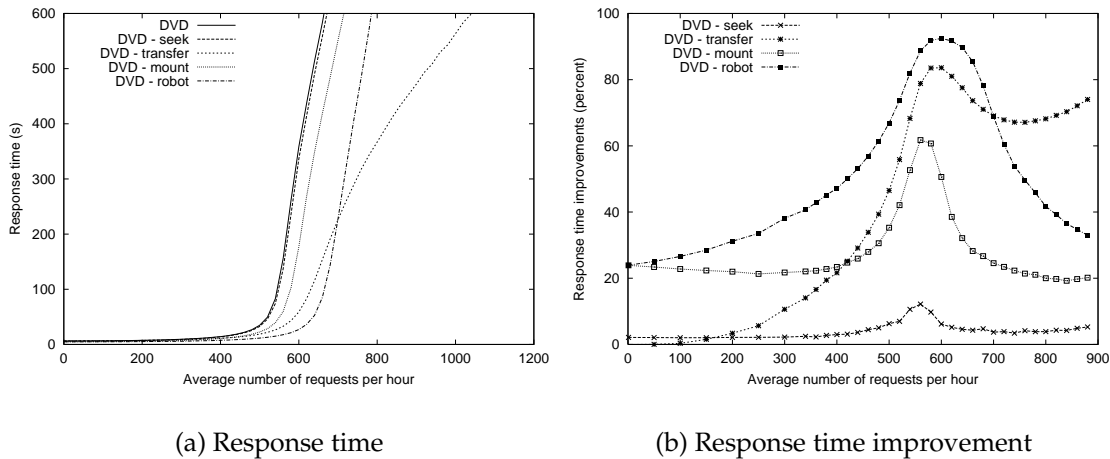 DVD
DVD - seek
DVD - transfer
DVD - mount
DVD - robot
600
500
400
300
200
100
0
Response time (s)
0 200 400 600 800 1000 1200
Average number of requests per hour
(a) Response time
DVD - seek
DVD - transfer
DVD - mount
DVD - robot
100
80
60
40
20
0
Response time improvements (percent)
0 100 200 300 400 500 600 700 800 900
Average number of requests per hour
(b) Response time improvement